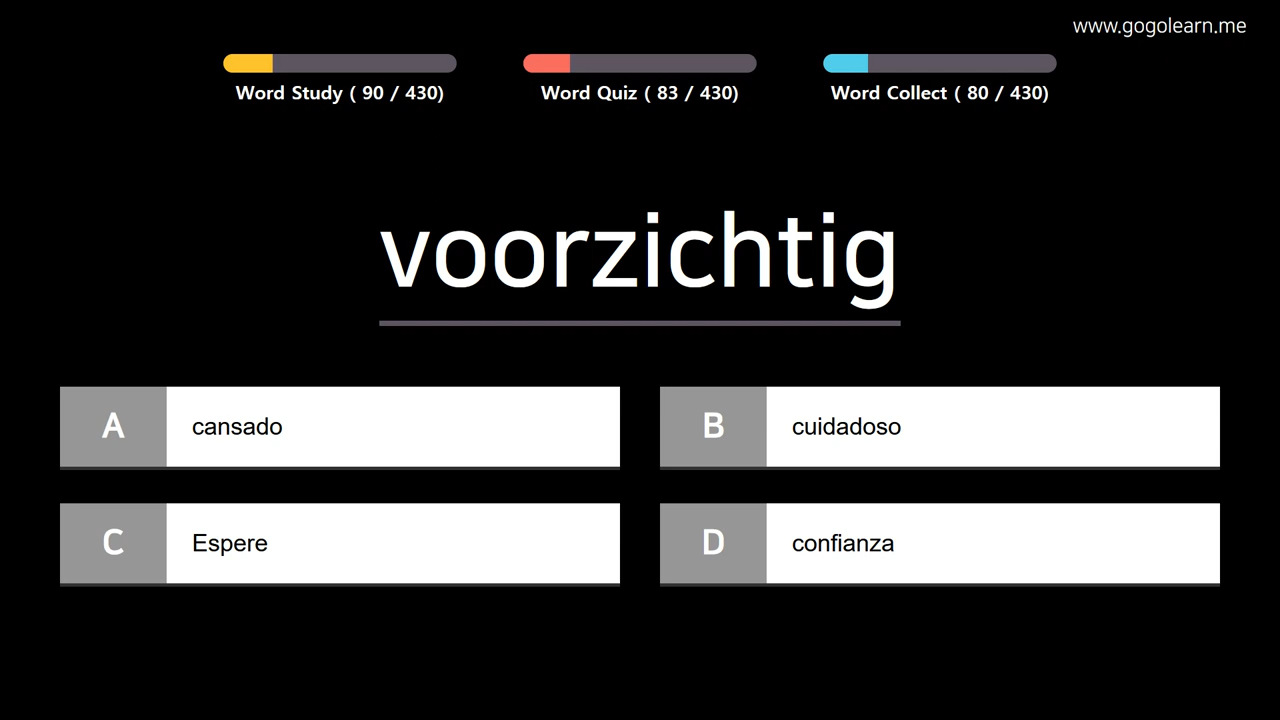 www.gogolearn.me
Word Study ( 90 / 430)
Word Quiz ( 83 / 430)
Word Collect ( 80 / 430)
voorzichtig
A cansado
B cuidadoso
C Espere
D confianza